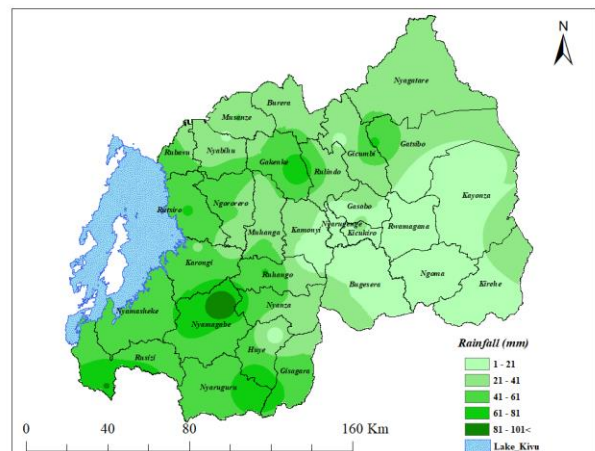 N
Nyagatare
Burera
Musanze
Rubavu
Nyabihu
Gakenke
Rulindo
Gicumbi
Gatsibo
Kayonza
Rutsiro
Ngororero
Gasabo
Muhanga
Kamonyi
Nyarugenge
Kicukiro
Rwamagana
Karongi
Ruhango
Bugesera
Ngoma
Kirehe
Nyamasheke
Nyamagabe
Nyanza
Rusizi
Huye
Gisagara
Nyaruguru
Rainfall (mm)
1 - 21
21 - 41
41 - 61
61 - 81
81 - 101<
Lake_Kivu
0 40 80 160 Km